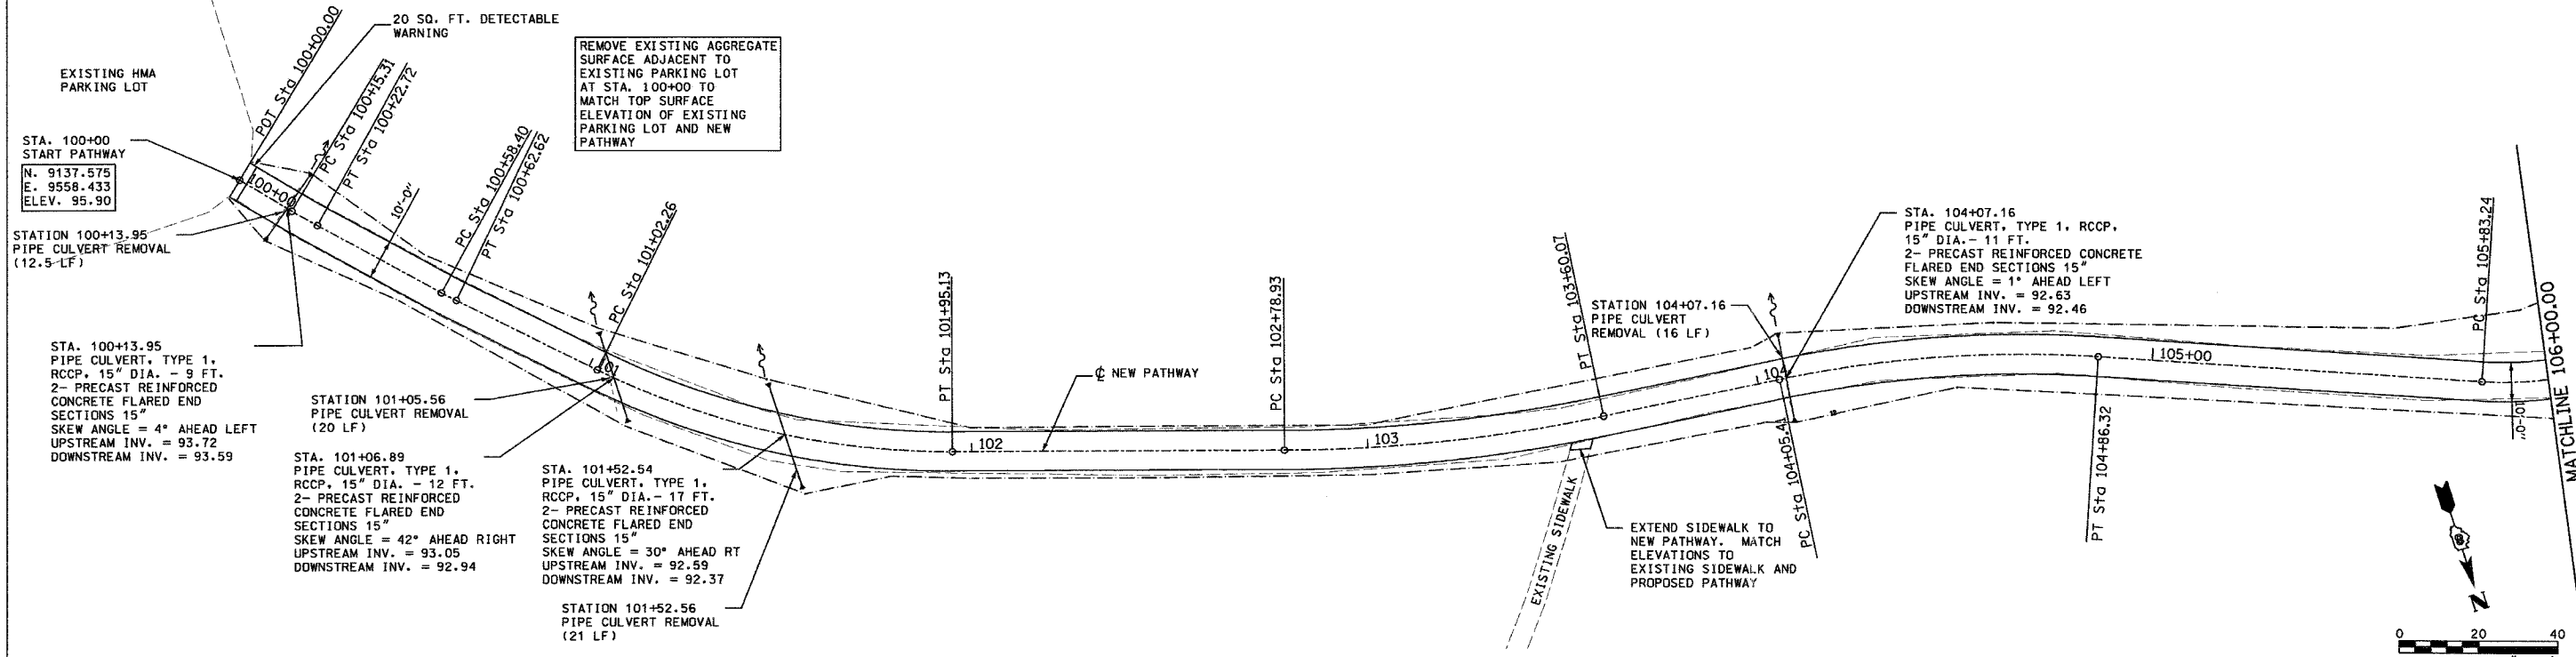 20 SQ. FT. DETECTABLE
WARNING
EXISTING HMA
PARKING LOT
REMOVE EXISTING AGGREGATE
SURFACE ADJACENT TO
EXISTING PARKING LOT
AT STA. 100+00 TO
MATCH TOP SURFACE
ELEVATION OF EXISTING
PARKING LOT AND NEW
PATHWAY
POT Sta 100+00.00
PC Sta 100+15.31
PT Sta 100+22.72
PC Sta 100+58.40
PT Sta 100+62.62
PC Sta 101+02.26
PT Sta 101+95.13
PC Sta 102+78.93
PT Sta 103+60.07
PC Sta 104+05.41
PT Sta 104+86.32
PC Sta 105+83.24
MATCHLINE 106+00.00
STA. 100+00
START PATHWAY
N. 9137.575
E. 9558.433
ELEV. 95.90
STATION 100+13.95
PIPE CULVERT REMOVAL
(12.5 LF)
STA. 100+13.95
PIPE CULVERT, TYPE 1,
RCCP, 15" DIA. - 9 FT.
2- PRECAST REINFORCED
CONCRETE FLARED END
SECTIONS 15"
SKEW ANGLE = 4° AHEAD LEFT
UPSTREAM INV. = 93.72
DOWNSTREAM INV. = 93.59
STATION 101+05.56
PIPE CULVERT REMOVAL
(20 LF)
STA. 101+06.89
PIPE CULVERT, TYPE 1,
RCCP, 15" DIA. - 12 FT.
2- PRECAST REINFORCED
CONCRETE FLARED END
SECTIONS 15"
SKEW ANGLE = 42° AHEAD RIGHT
UPSTREAM INV. = 93.05
DOWNSTREAM INV. = 92.94
STA. 101+52.54
PIPE CULVERT, TYPE 1,
RCCP, 15" DIA.- 17 FT.
2- PRECAST REINFORCED
CONCRETE FLARED END
SECTIONS 15"
SKEW ANGLE = 30° AHEAD RT
UPSTREAM INV. = 92.59
DOWNSTREAM INV. = 92.37
STATION 101+52.56
PIPE CULVERT REMOVAL
(21 LF)
100+00
10'-0"
101
102
℄ NEW PATHWAY
103
104
105+00
10'-0"
STATION 104+07.16
PIPE CULVERT
REMOVAL (16 LF)
STA. 104+07.16
PIPE CULVERT, TYPE 1, RCCP,
15" DIA.- 11 FT.
2- PRECAST REINFORCED CONCRETE
FLARED END SECTIONS 15"
SKEW ANGLE = 1° AHEAD LEFT
UPSTREAM INV. = 92.63
DOWNSTREAM INV. = 92.46
EXISTING SIDEWALK
EXTEND SIDEWALK TO
NEW PATHWAY. MATCH
ELEVATIONS TO
EXISTING SIDEWALK AND
PROPOSED PATHWAY
N
0 20 40